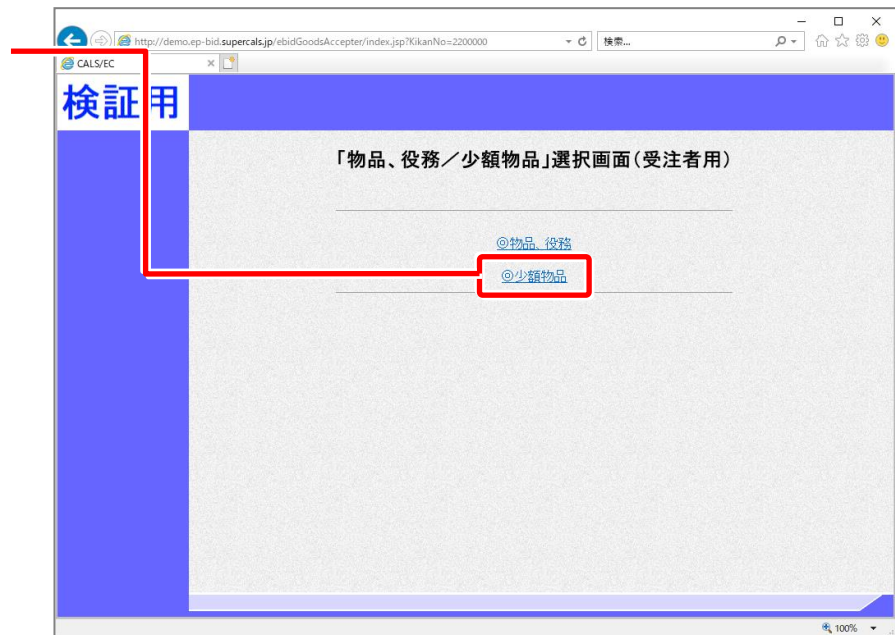 http://demo.ep-bid.supercals.jp/ebidGoodsAccepter/index.jsp?KikanNo=2200000
検索...
CALS/EC
検証用
「物品、役務／少額物品」選択画面（受注者用）
◎物品、役務
◎少額物品
100%